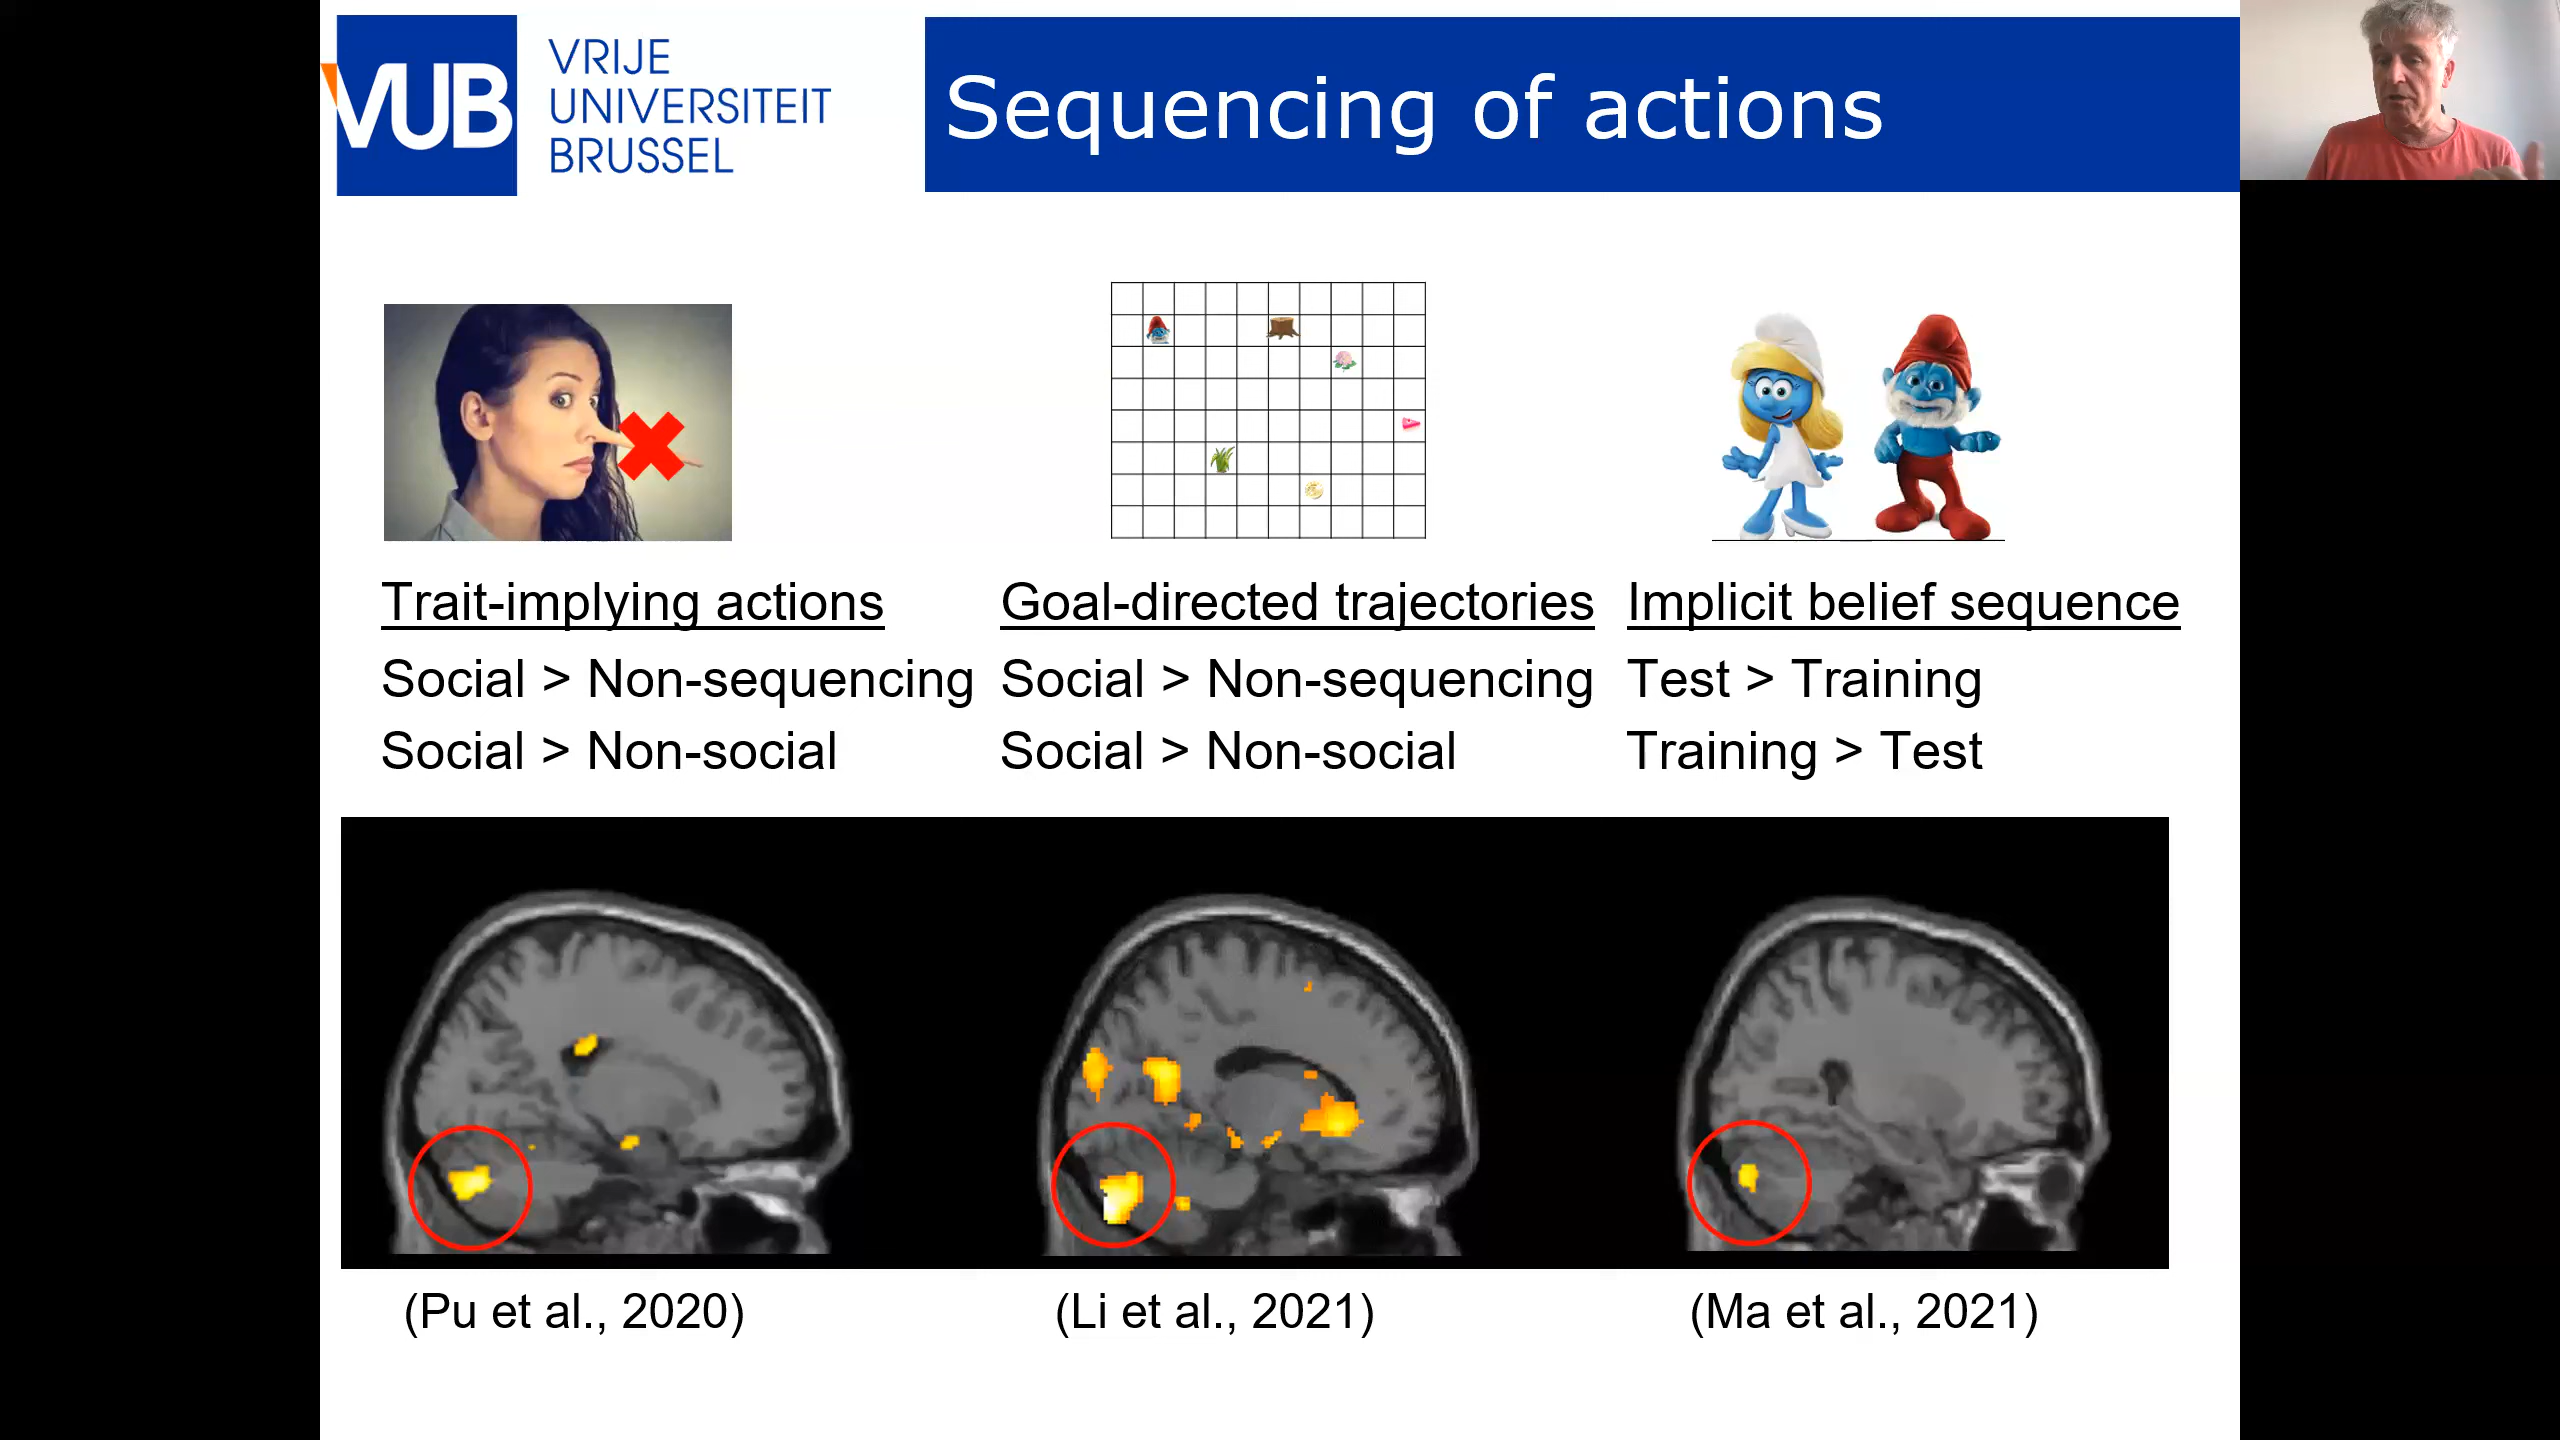 VUB
VRIJE
UNIVERSITEIT
BRUSSEL
Sequencing of actions
Trait-implying actions
Social > Non-sequencing
Social > Non-social
Goal-directed trajectories
Social > Non-sequencing
Social > Non-social
Implicit belief sequence
Test > Training
Training > Test
(Pu et al., 2020)
(Li et al., 2021)
(Ma et al., 2021)